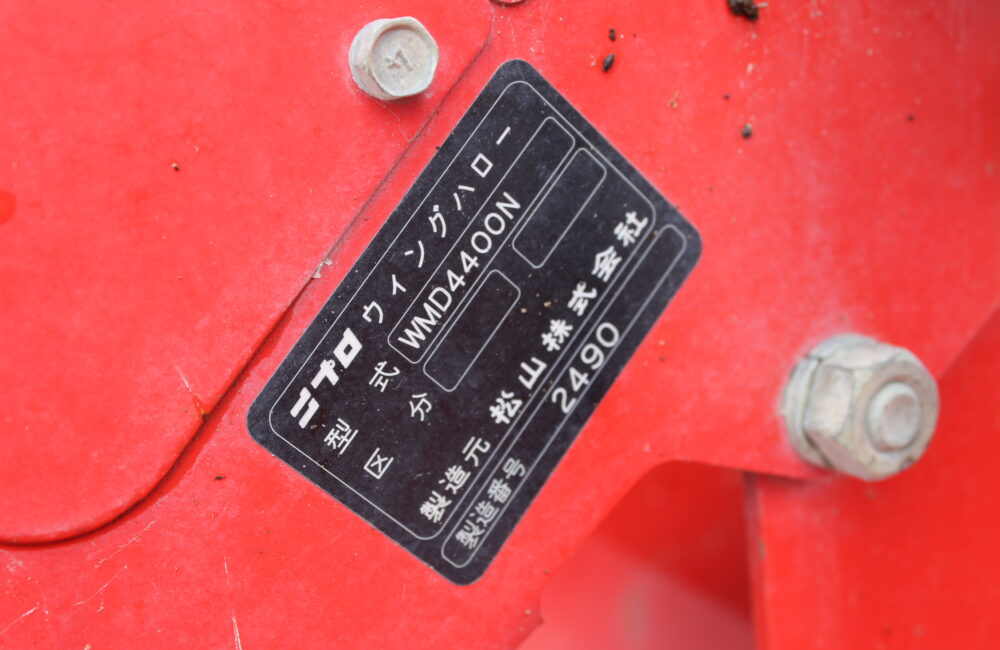 ニプロ ウイングハロー
型式 WMD4400N
区分
製造元 松山株式会社
製造番号 2490